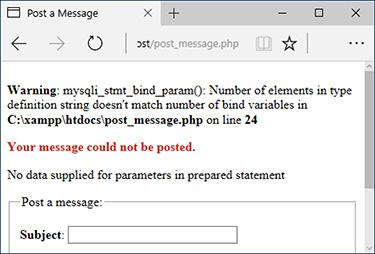 Post a Message
ost/post_message.php
Warning: mysqli_stmt_bind_param(): Number of elements in type
definition string doesn't match number of bind variables in
C:\xampp\htdocs\post_message.php on line 24
Your message could not be posted.
No data supplied for parameters in prepared statement
Post a message:
Subject: